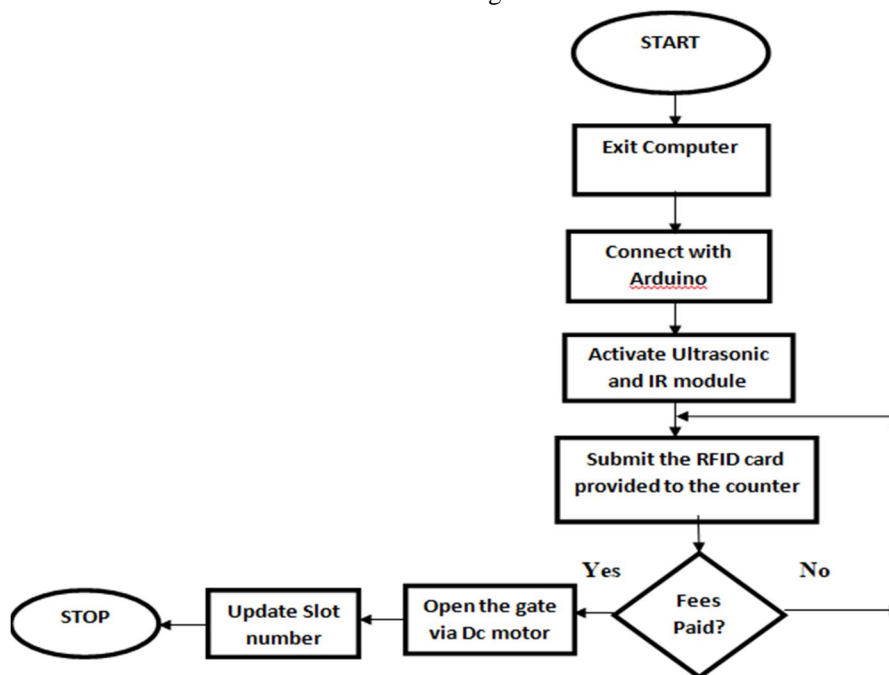 START
Exit Computer
Connect with
Arduino
Activate Ultrasonic
and IR module
Submit the RFID card
provided to the counter
Yes
No
Fees
Paid?
Open the gate
via Dc motor
Update Slot
number
STOP